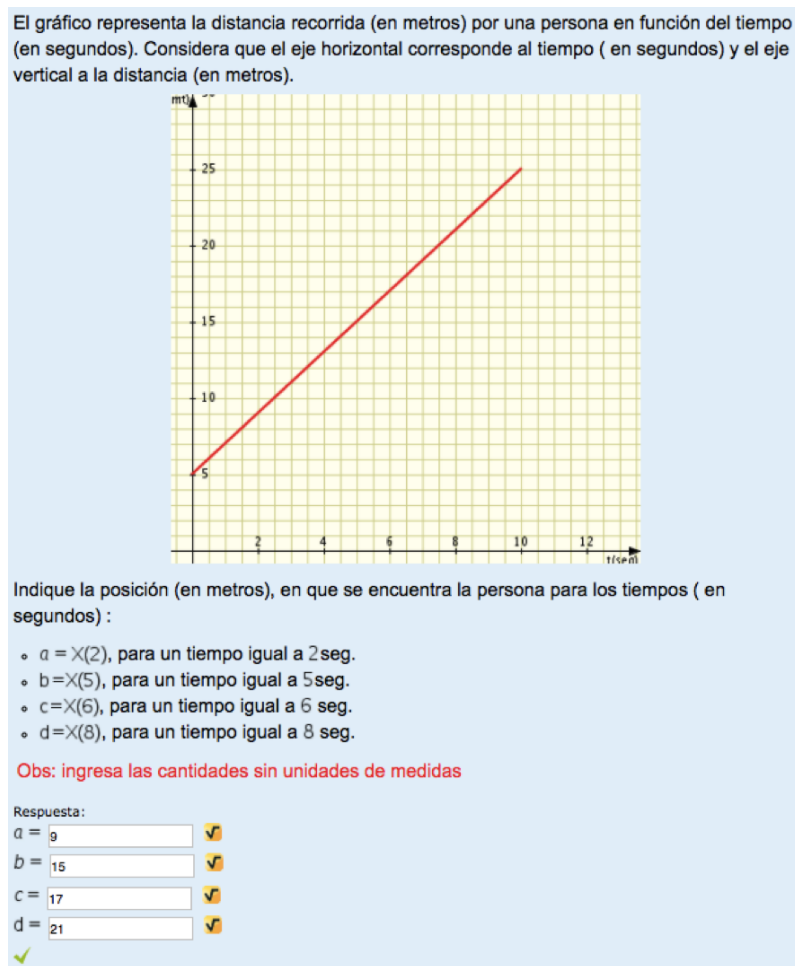 El gráfico representa la distancia recorrida (en metros) por una persona en función del tiempo
(en segundos). Considera que el eje horizontal corresponde al tiempo ( en segundos) y el eje
vertical a la distancia (en metros).
mt)
25
20
15
10
5
2 4 6 8 10 12
t(seg)
Indique la posición (en metros), en que se encuentra la persona para los tiempos ( en
segundos) :
a = X(2), para un tiempo igual a 2seg.
b=X(5), para un tiempo igual a 5seg.
c=X(6), para un tiempo igual a 6 seg.
d=X(8), para un tiempo igual a 8 seg.
Obs: ingresa las cantidades sin unidades de medidas
Respuesta:
a = 9
b = 15
c = 17
d = 21